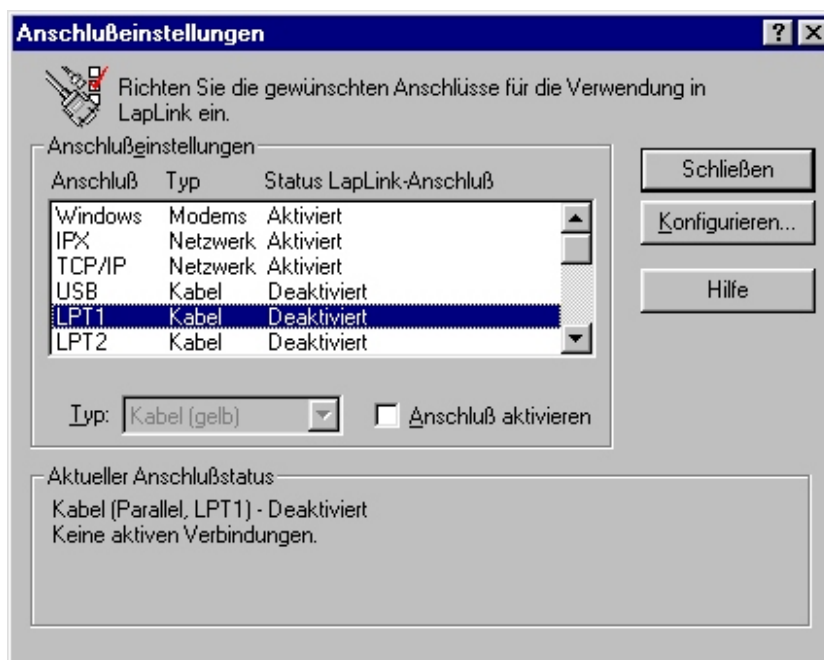 Anschlußeinstellungen
Richten Sie die gewünschten Anschlüsse für die Verwendung in
LapLink ein.
Anschlußeinstellungen
Anschluß Typ Status LapLink-Anschluß
Windows Modems Aktiviert
IPX Netzwerk Aktiviert
TCP/IP Netzwerk Aktiviert
USB Kabel Deaktiviert
LPT1 Kabel Deaktiviert
LPT2 Kabel Deaktiviert
Typ: Kabel (gelb) Anschluß aktivieren
Schließen
Konfigurieren...
Hilfe
Aktueller Anschlußstatus
Kabel (Parallel, LPT1) - Deaktiviert
Keine aktiven Verbindungen.